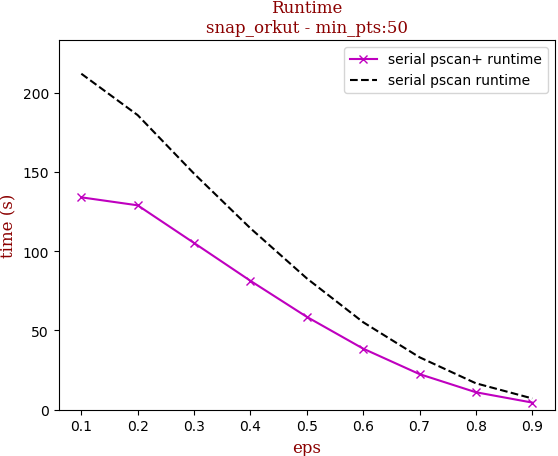 Runtime
snap_orkut - min_pts:50
serial pscan+ runtime
serial pscan runtime
time (s)
200
150
100
50
0
0.1 0.2 0.3 0.4 0.5 0.6 0.7 0.8 0.9
eps